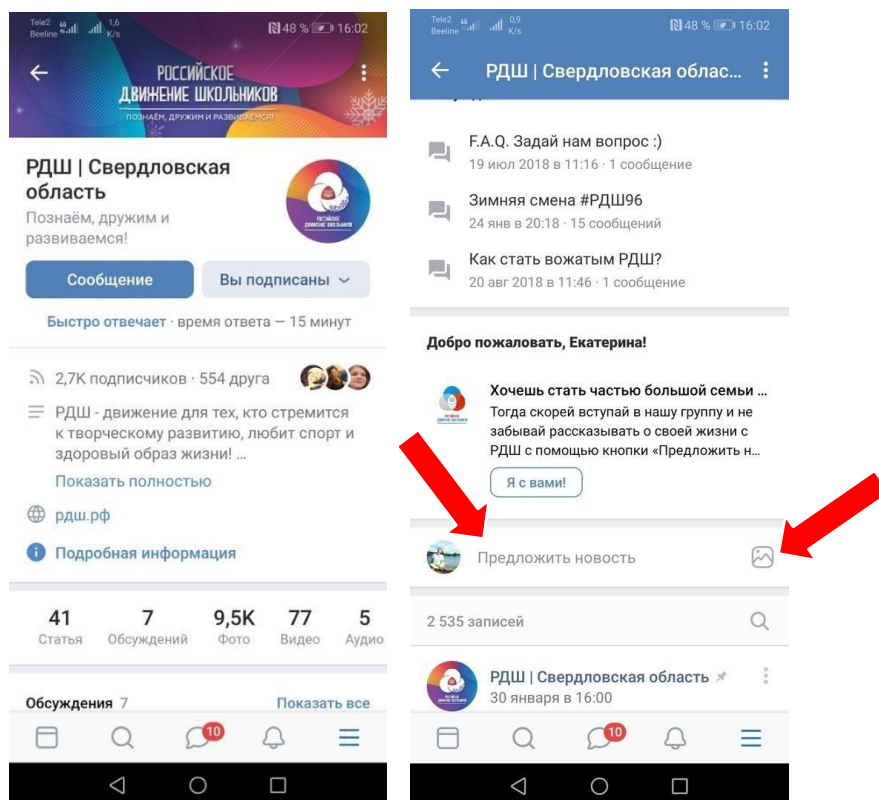 Tele2 46 1,6
Beeline K/s 48 % 16:02
РОССИЙСКОЕ
ДВИЖЕНИЕ ШКОЛЬНИКОВ
ПОЗНАЁМ, ДРУЖИМ И РАЗВИВАЕМСЯ!
РДШ | Свердловская
область
Познаём, дружим и
развиваемся!
РОССИЙСКОЕ
ДВИЖЕНИЕ ШКОЛЬНИКОВ
Сообщение
Вы подписаны
Быстро отвечает · время ответа — 15 минут
2,7K подписчиков · 554 друга
РДШ - движение для тех, кто стремится
к творческому развитию, любит спорт и
здоровый образ жизни! ...
Показать полностью
рдш.рф
Подробная информация
41 7 9,5K 77 5
Статья Обсуждений Фото Видео Аудио
Обсуждения 7 Показать все
10
Tele2 46 0,9
Beeline K/s 48 % 16:02
РДШ | Свердловская облас...
F.A.Q. Задай нам вопрос :)
19 июл 2018 в 11:16 · 1 сообщение
Зимняя смена #РДШ96
24 янв в 20:18 · 15 сообщений
Как стать вожатым РДШ?
20 авг 2018 в 11:46 · 1 сообщение
Добро пожаловать, Екатерина!
Хочешь стать частью большой семьи ...
Тогда скорей вступай в нашу группу и не
забывай рассказывать о своей жизни с
РДШ с помощью кнопки «Предложить н...
Я с вами!
Предложить новость
2 535 записей
РДШ | Свердловская область
30 января в 16:00
10